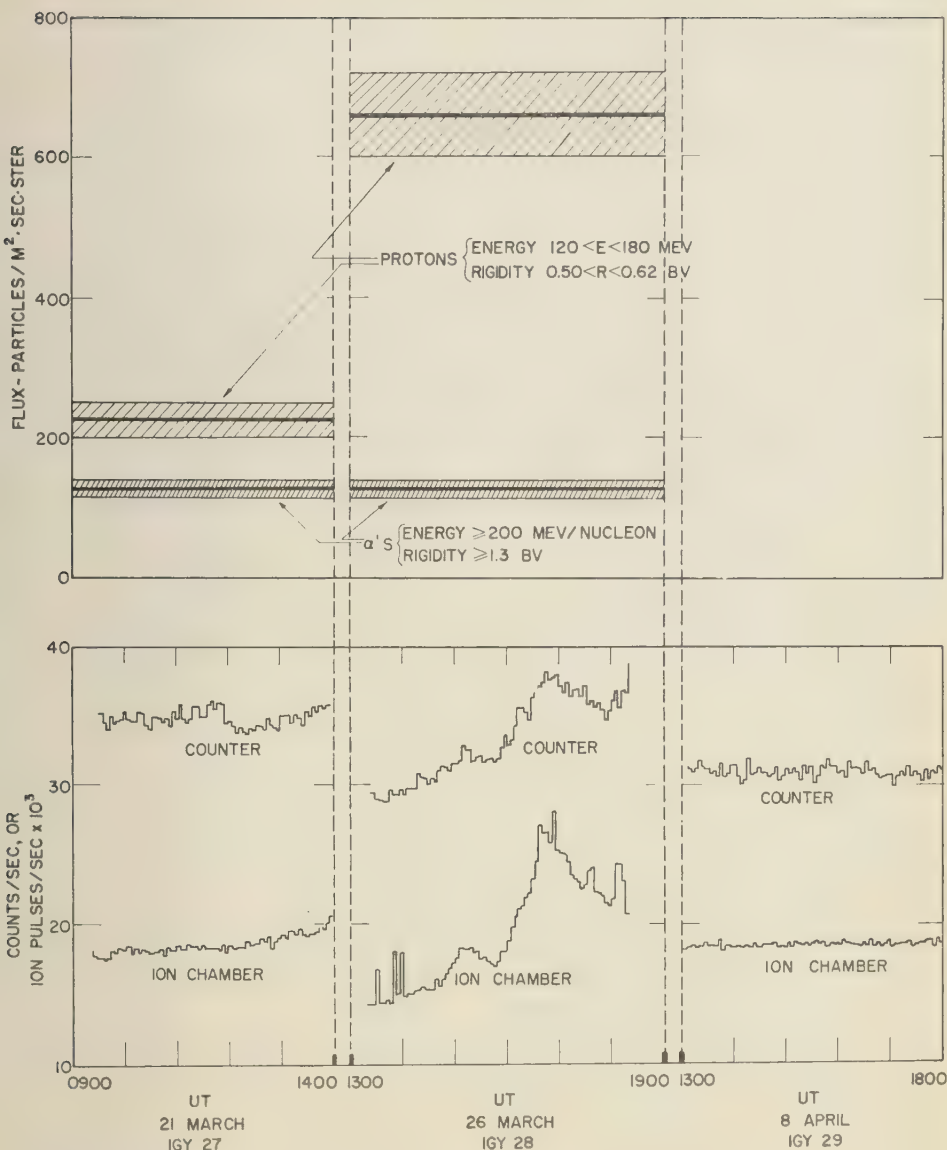 800
600
400
200
0
FLUX- PARTICLES/M²·SEC·STER
PROTONS { ENERGY 120<E<180 MEV
RIGIDITY 0.50<R<0.62 BV
α'S { ENERGY ⩾200 MEV/NUCLEON
RIGIDITY ⩾1.3 BV
40
30
20
10
COUNTS/SEC, OR
ION PULSES/SEC x 10³
COUNTER
ION CHAMBER
COUNTER
ION CHAMBER
COUNTER
ION CHAMBER
0900 1400 1300 1900 1300 1800
UT UT UT
21 MARCH 26 MARCH 8 APRIL
IGY 27 IGY 28 IGY 29